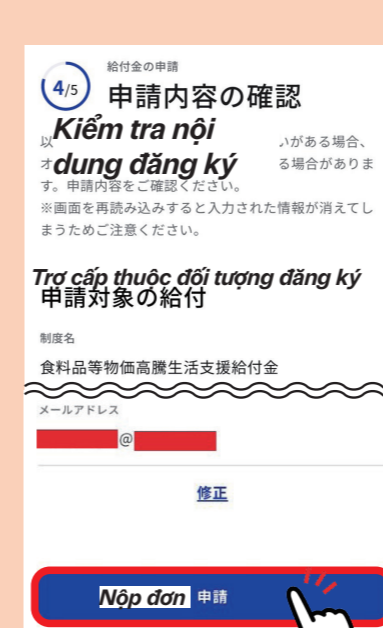 給付金の申請
4/5
申請内容の確認
Kiểm tra nội
以 いがある場合、
dung đăng ký
オ る場合がありま
す。申請内容をご確認ください。
※画面を再読み込みすると入力された情報が消えてし
まうためご注意ください。
Trợ cấp thuộc đối tượng đăng ký
申請対象の給付
制度名
食料品等物価高騰生活支援給付金
メールアドレス
@
修正
Nộp đơn 申請